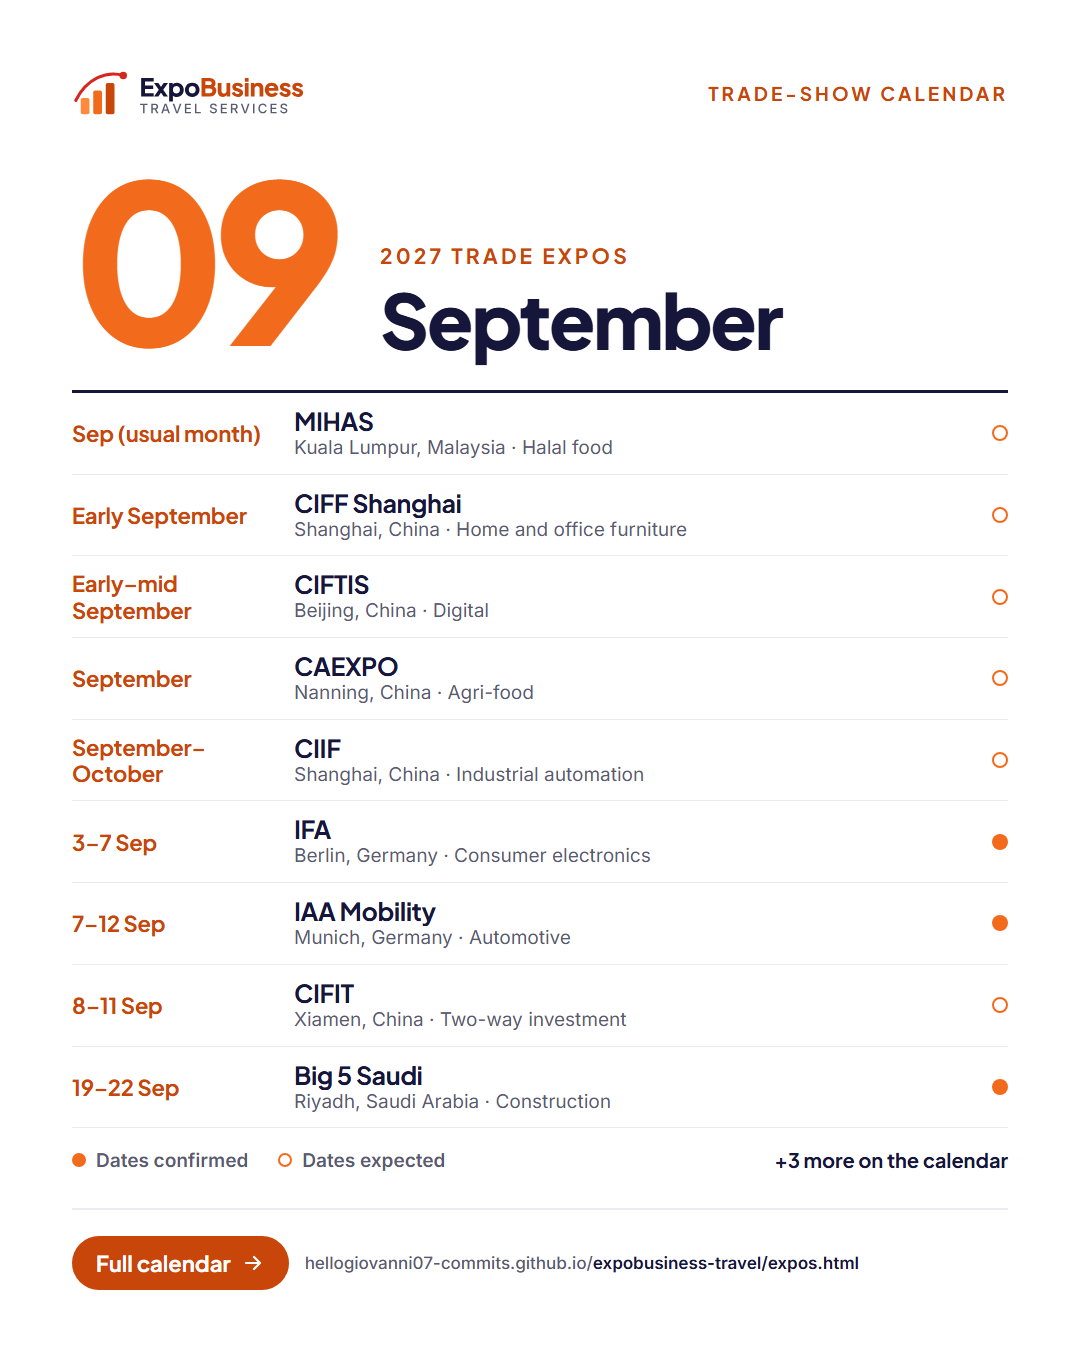 ExpoBusiness
TRAVEL SERVICES
TRADE-SHOW CALENDAR
09
2027 TRADE EXPOS
September
Sep (usual month)
MIHAS
Kuala Lumpur, Malaysia · Halal food
Early September
CIFF Shanghai
Shanghai, China · Home and office furniture
Early–mid
September
CIFTIS
Beijing, China · Digital
September
CAEXPO
Nanning, China · Agri-food
September–
October
CIIF
Shanghai, China · Industrial automation
3–7 Sep
IFA
Berlin, Germany · Consumer electronics
7–12 Sep
IAA Mobility
Munich, Germany · Automotive
8–11 Sep
CIFIT
Xiamen, China · Two-way investment
19–22 Sep
Big 5 Saudi
Riyadh, Saudi Arabia · Construction
Dates confirmed
Dates expected
+3 more on the calendar
Full calendar →
hellogiovanni07-commits.github.io/expobusiness-travel/expos.html